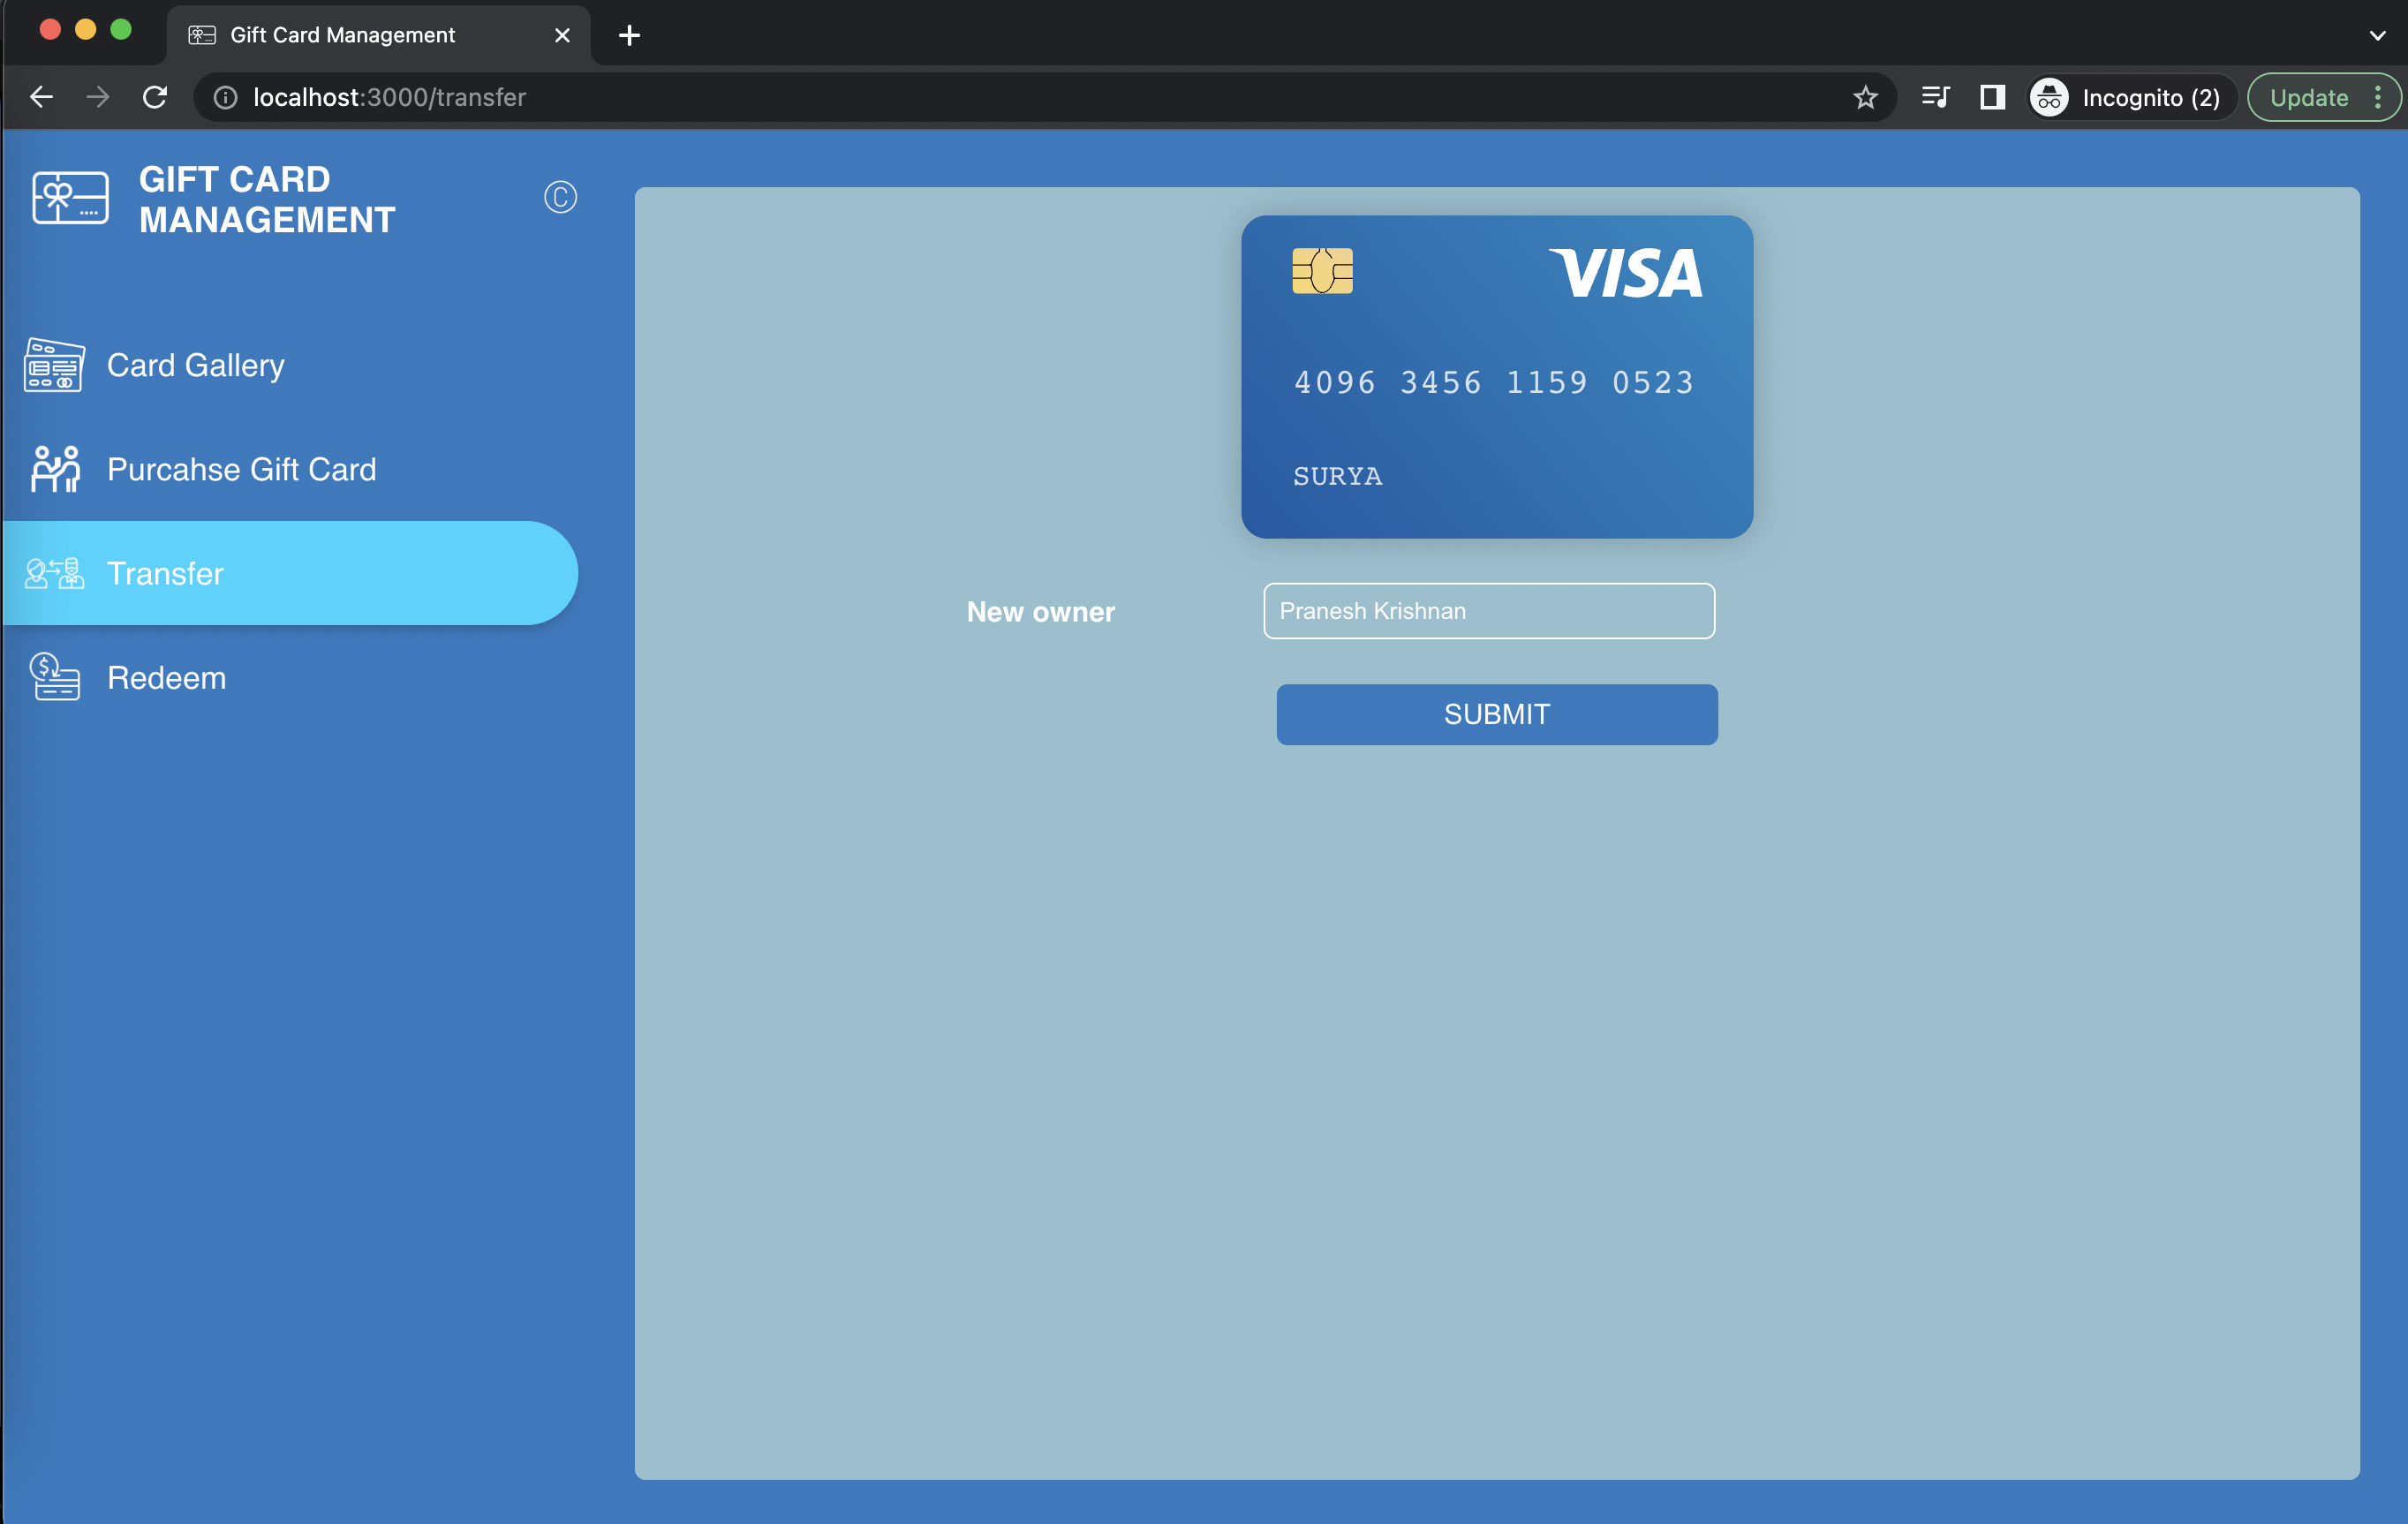 Gift Card Management
localhost:3000/transfer
Incognito (2)
Update
GIFT CARD
MANAGEMENT
C
Card Gallery
Purcahse Gift Card
Transfer
Redeem
VISA
4096 3456 1159 0523
SURYA
New owner
Pranesh Krishnan
SUBMIT